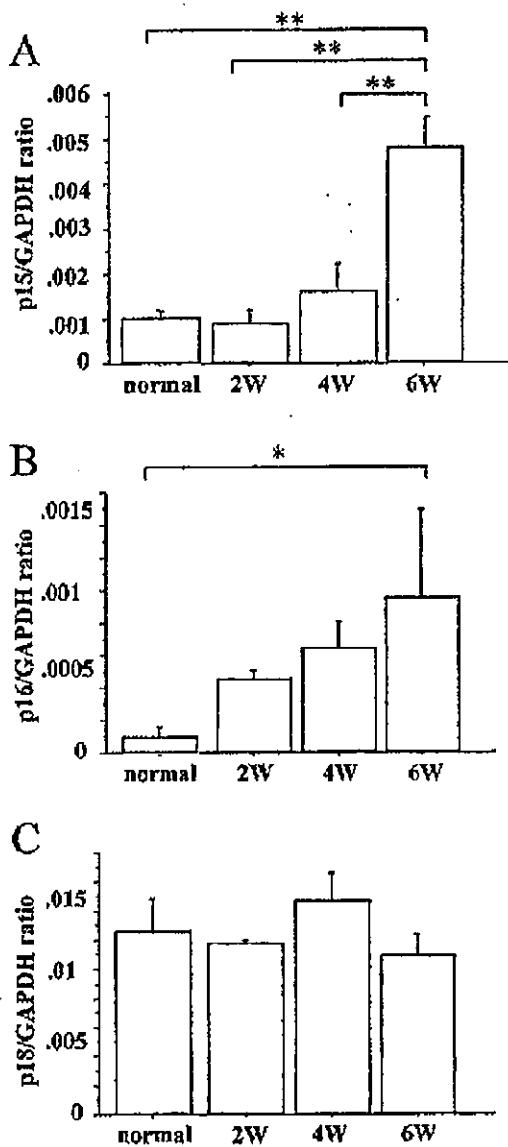 **
A
**
**
p15/GAPDH ratio
.006
.005
.004
.003
.002
.001
0
normal 2W 4W 6W
B
*
p16/GAPDH ratio
.0015
.001
.0005
0
normal 2W 4W 6W
C
p18/GAPDH ratio
.015
.01
.005
0
normal 2W 4W 6W